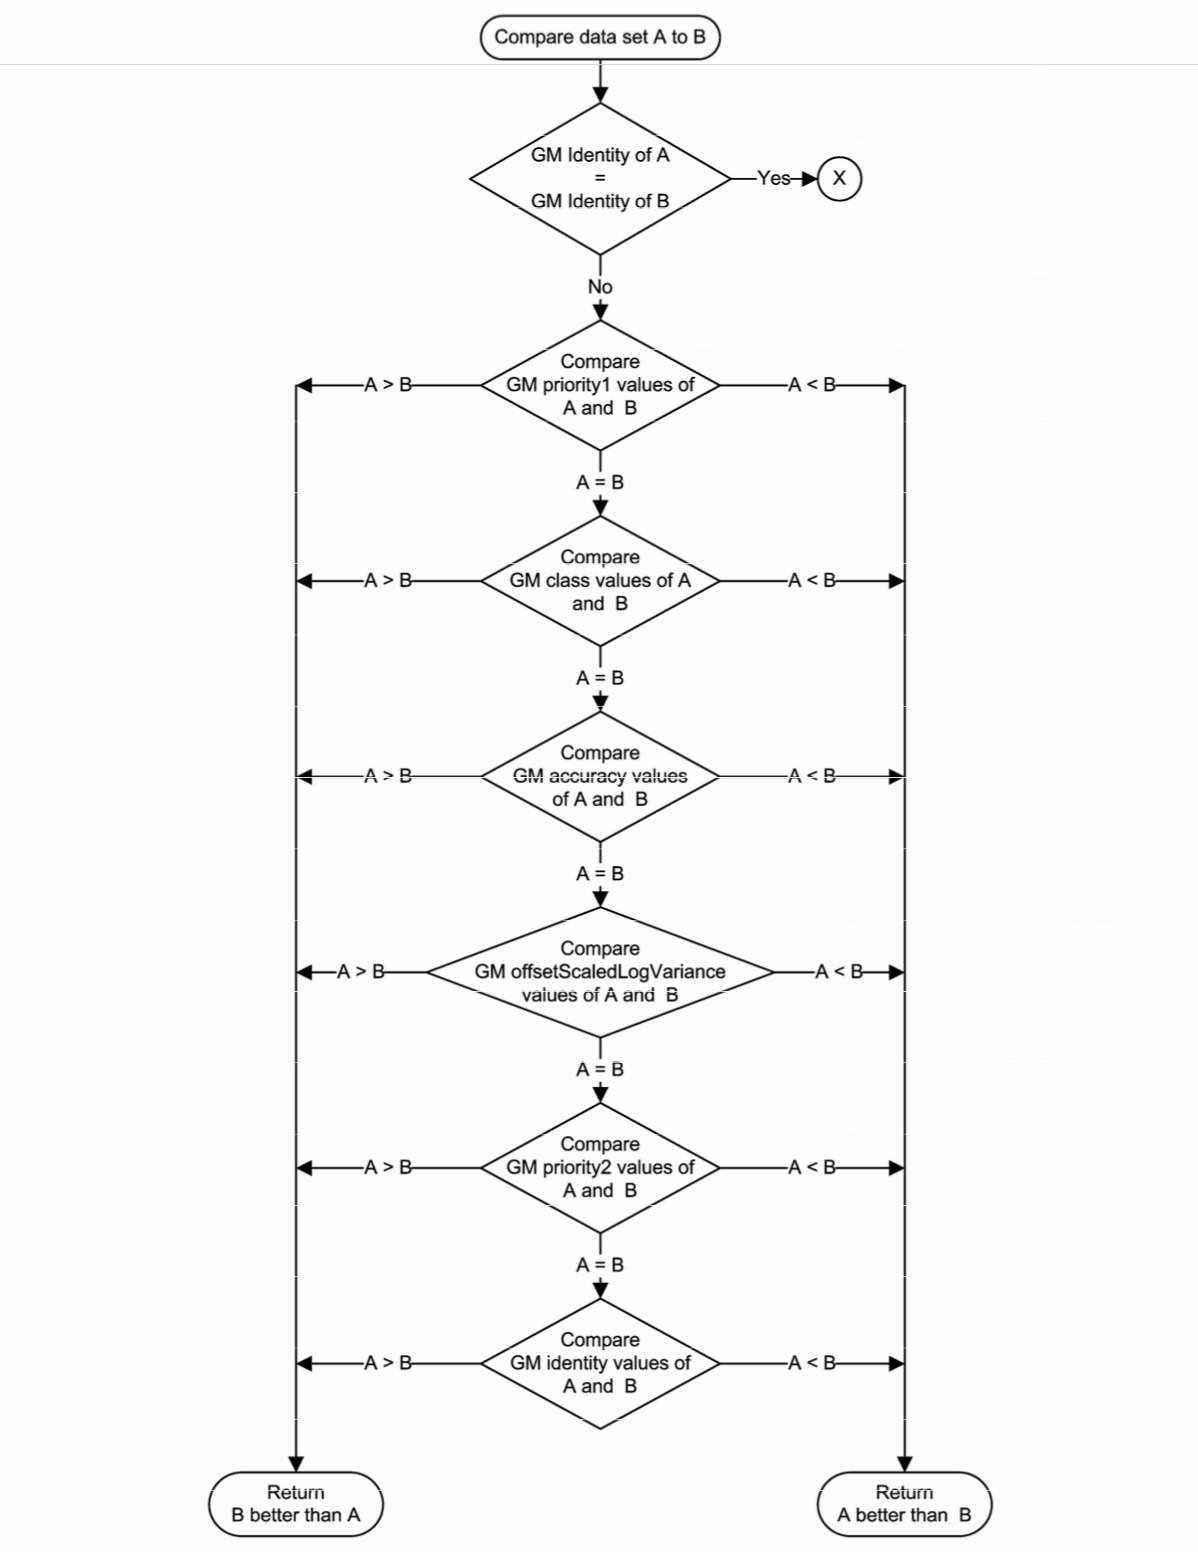 Compare data set A to B
GM Identity of A
=
GM Identity of B
Yes
X
No
Compare
GM priority1 values of
A and B
A > B
A < B
A = B
Compare
GM class values of A
and B
A > B
A < B
A = B
Compare
GM accuracy values
of A and B
A > B
A < B
A = B
Compare
GM offsetScaledLogVariance
values of A and B
A > B
A < B
A = B
Compare
GM priority2 values of
A and B
A > B
A < B
A = B
Compare
GM identity values of
A and B
A > B
A < B
Return
B better than A
Return
A better than B